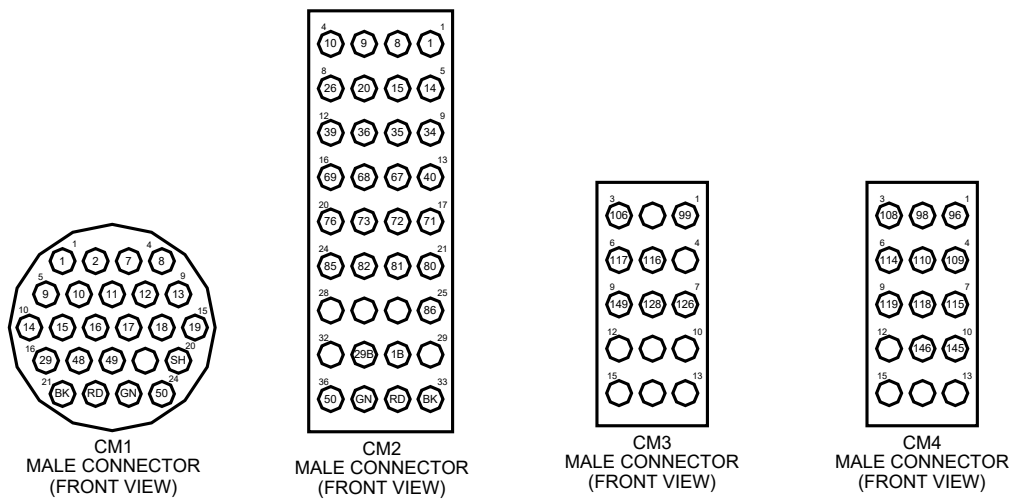 1 4
1 2 7 8
5 9
9 10 11 12 13
10 15
14 15 16 17 18 19
16 20
29 48 49 SH
21 24
BK RD GN 50
CM1
MALE CONNECTOR
(FRONT VIEW)
4 1
10 9 8 1
8 5
26 20 15 14
12 9
39 36 35 34
16 13
69 68 67 40
20 17
76 73 72 71
24 21
85 82 81 80
28 25
86
32 29
29B 1B
36 33
50 GN RD BK
CM2
MALE CONNECTOR
(FRONT VIEW)
3 1
106 99
6 4
117 116
9 7
149 128 126
12 10
15 13
CM3
MALE CONNECTOR
(FRONT VIEW)
3 1
108 98 96
6 4
114 110 109
9 7
119 118 115
12 10
146 145
15 13
CM4
MALE CONNECTOR
(FRONT VIEW)